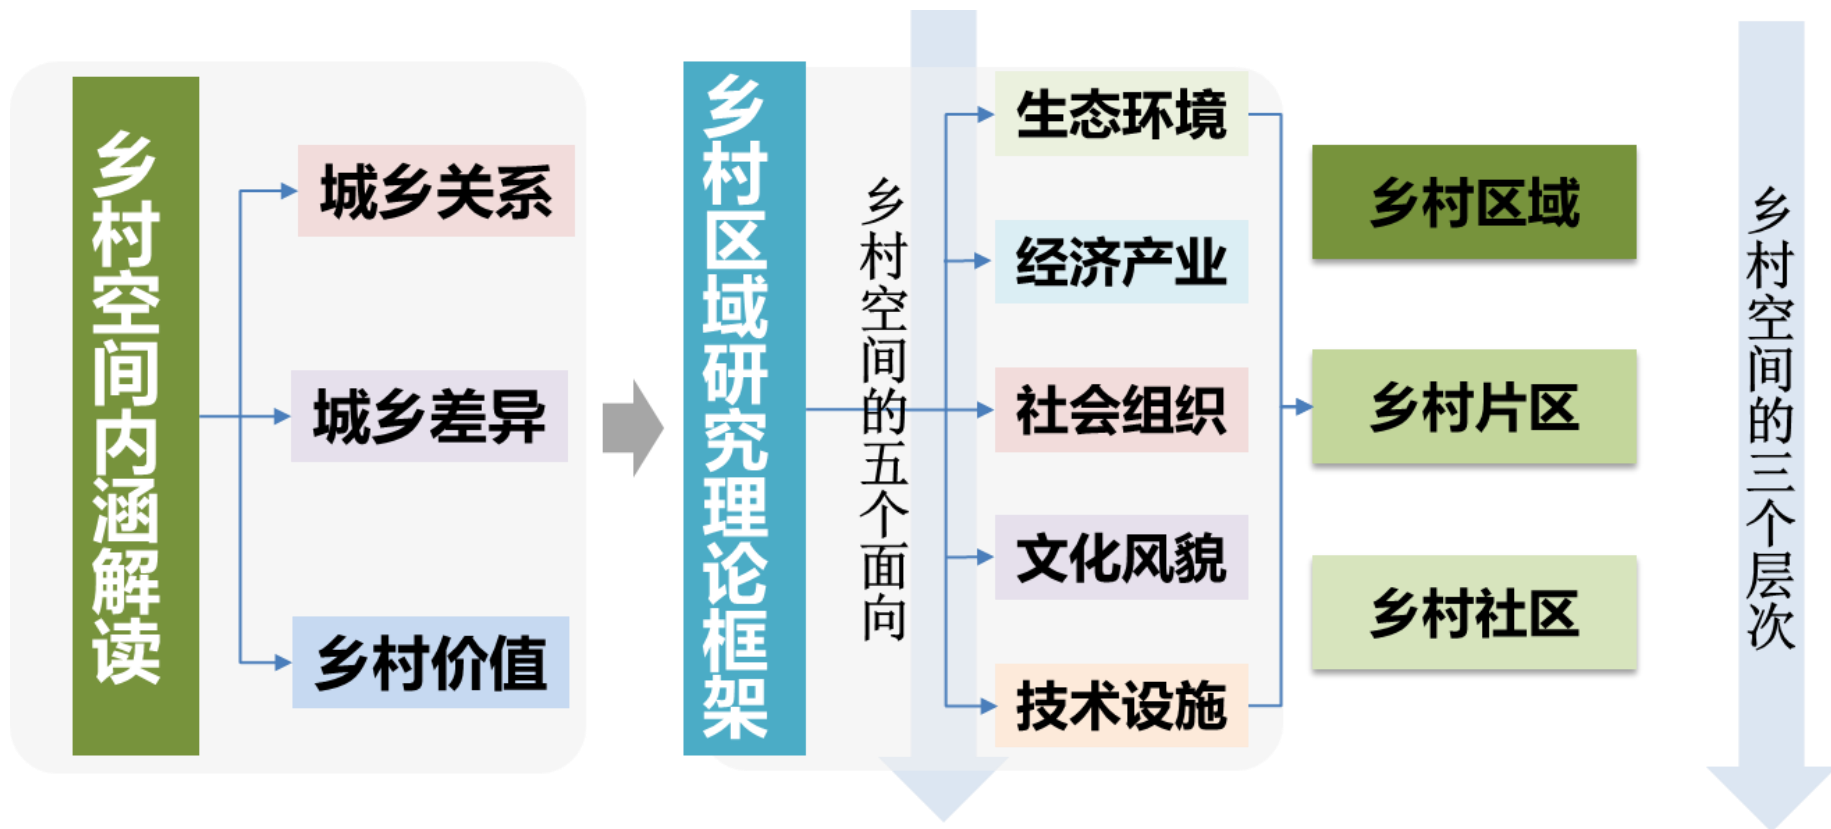 乡村空间内涵解读
城乡关系
城乡差异
乡村价值
乡村区域研究理论框架
乡村空间的五个面向
生态环境
经济产业
社会组织
文化风貌
技术设施
乡村区域
乡村片区
乡村社区
乡村空间的三个层次